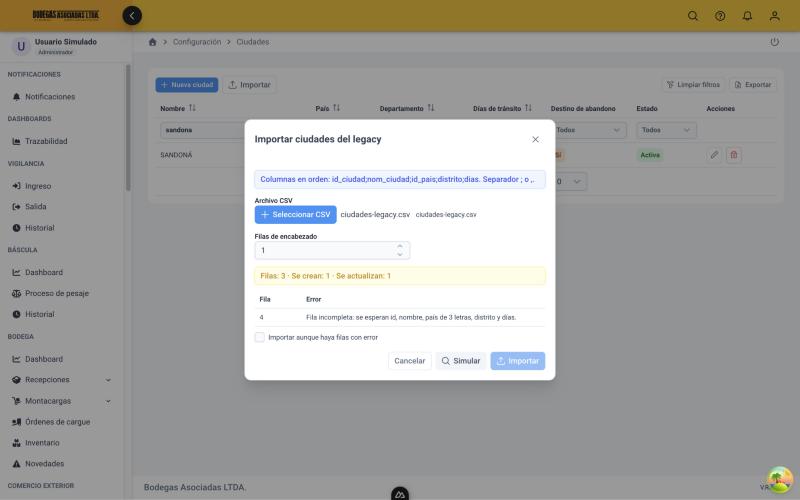 BODEGAS ASOCIADAS LTDA.
U
Usuario Simulado
Administrador
Configuración
Ciudades
NOTIFICACIONES
Notificaciones
DASHBOARDS
Trazabilidad
VIGILANCIA
Ingreso
Salida
Historial
BÁSCULA
Dashboard
Proceso de pesaje
Historial
BODEGA
Dashboard
Recepciones
Montacargas
Órdenes de cargue
Inventario
Novedades
COMERCIO EXTERIOR
+ Nueva ciudad
Importar
Limpiar filtros
Exportar
Nombre
País
Departamento
Días de tránsito
Destino de abandono
Estado
Acciones
sandona
Todos
Todos
SANDONÁ
Sí
Activa
0
Importar ciudades del legacy
Columnas en orden: id_ciudad;nom_ciudad;id_pais;distrito;dias. Separador ; o ,.
Archivo CSV
+ Seleccionar CSV ciudades-legacy.csv ciudades-legacy.csv
Filas de encabezado
1
Filas: 3 · Se crean: 1 · Se actualizan: 1
Fila Error
4 Fila incompleta: se esperan id, nombre, país de 3 letras, distrito y días.
Importar aunque haya filas con error
Cancelar Simular Importar
Bodegas Asociadas LTDA.